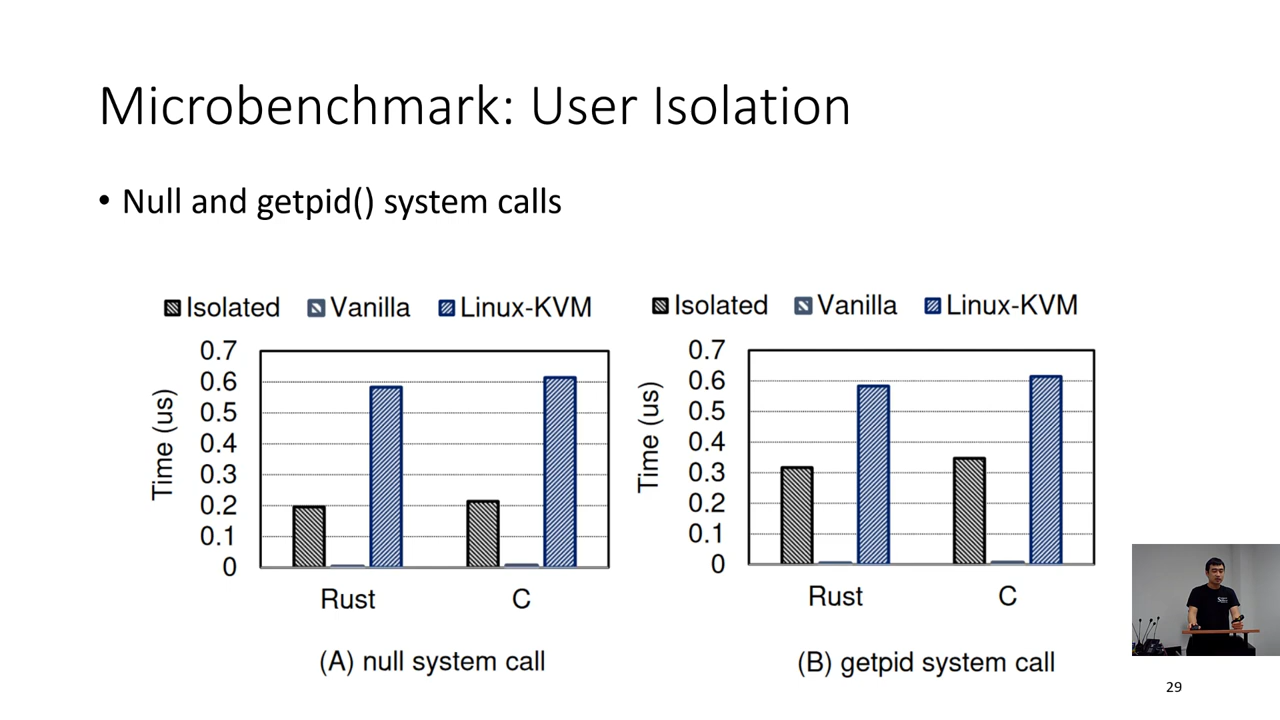 Microbenchmark: User Isolation
• Null and getpid() system calls
Isolated Vanilla Linux-KVM
0.7
0.6
0.5
0.4
0.3
0.2
0.1
0
Time (us)
Rust C
(A) null system call
Isolated Vanilla Linux-KVM
0.7
0.6
0.5
0.4
0.3
0.2
0.1
0
Time (us)
Rust C
(B) getpid system call
29